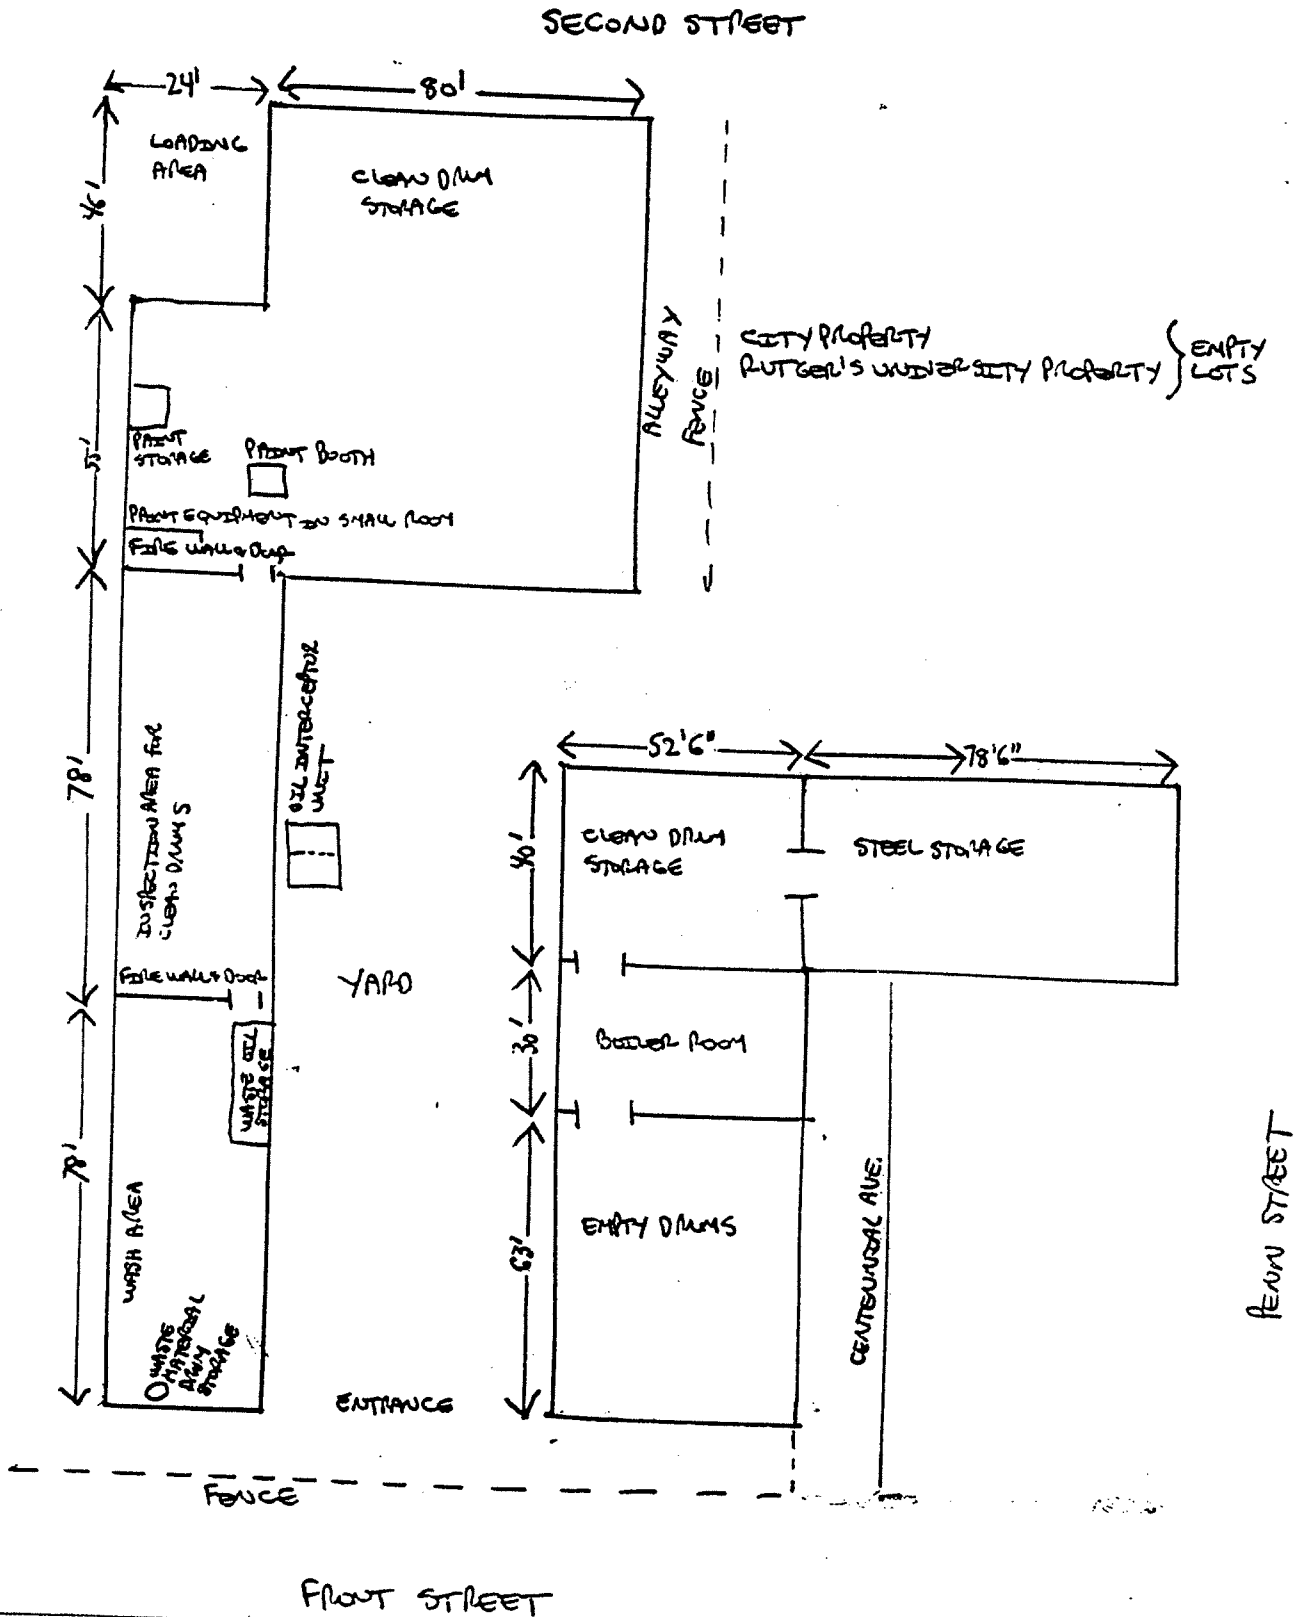 SECOND STREET
24'
80'
LOADING
AREA
46'
CLEAN DRUM
STORAGE
ALLEYWAY
FENCE
CITY PROPERTY
RUTGER'S UNIVERSITY PROPERTY
EMPTY
LOTS
55'
PAINT
STORAGE
PAINT BOOTH
PAINT EQUIPMENT IN SMALL ROOM
FIRE WALL & DOOR
78'
INSPECTION AREA FOR
CLEAN DRUMS
OIL INTERCEPTOR
UNIT
52'6"
78'6"
40'
CLEAN DRUM
STORAGE
STEEL STORAGE
FIRE WALL & DOOR
YARD
30'
BOILER ROOM
WASTE OIL
STORAGE
78'
WASH AREA
63'
EMPTY DRUMS
CENTENNIAL AVE.
PENN STREET
WASTE
MATERIAL
DRUM
STORAGE
ENTRANCE
FENCE
FRONT STREET